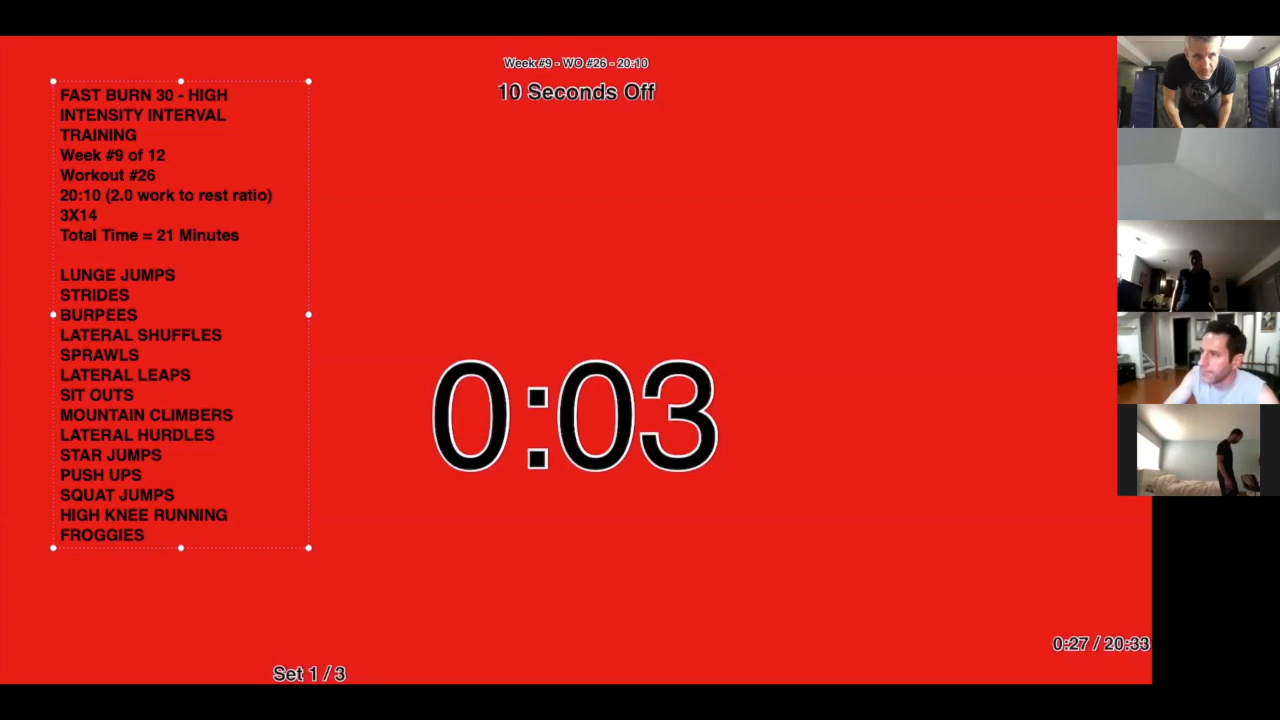 Week #9 - WO #26 - 20:10
10 Seconds Off
FAST BURN 30 - HIGH
INTENSITY INTERVAL
TRAINING
Week #9 of 12
Workout #26
20:10 (2.0 work to rest ratio)
3X14
Total Time = 21 Minutes
LUNGE JUMPS
STRIDES
BURPEES
LATERAL SHUFFLES
SPRAWLS
LATERAL LEAPS
SIT OUTS
MOUNTAIN CLIMBERS
LATERAL HURDLES
STAR JUMPS
PUSH UPS
SQUAT JUMPS
HIGH KNEE RUNNING
FROGGIES
0:03
0:27 / 20:33
Set 1 / 3